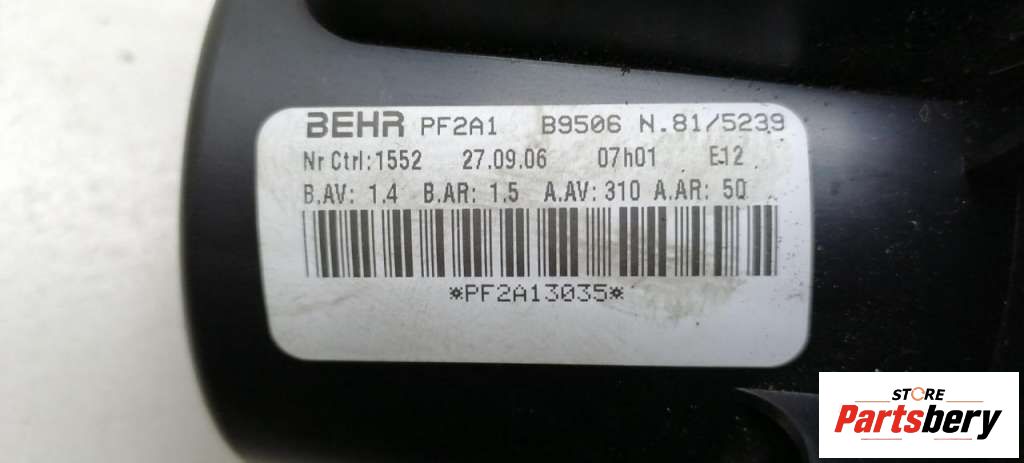 BEHR PF2A1 B9506 N.81/5239
Nr Ctrl:1552 27.09.06 07h01 E12
B.AV: 1.4 B.AR: 1.5 A.AV: 310 A.AR: 50
*PF2A13035*
STORE
Partsbery